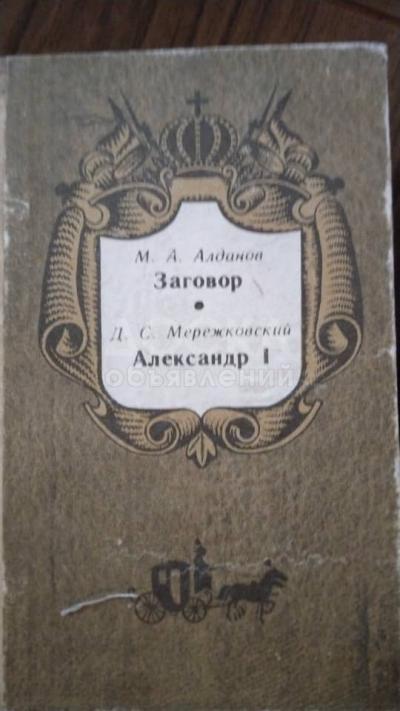 М. А. Алданов
Заговор
•
Д. С. Мережковский
Александр I
объявлений